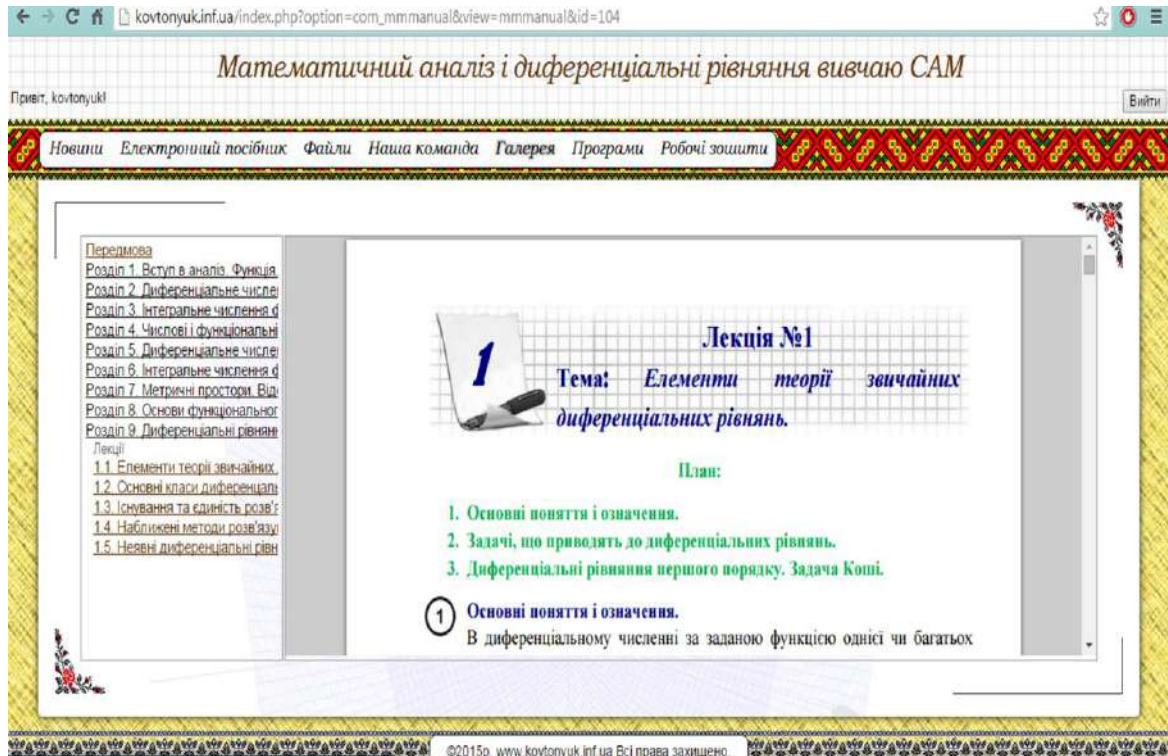 kovtonyuk.inf.ua/index.php?option=com_mmmanual&view=mmmanual&id=104
Математичний аналіз і диференціальні рівняння вивчаю САМ
Привіт, kovtonyuk!
Вийти
Новини Електронний посібник Файли Наша команда Галерея Програми Робочі зошити
Передмова
Розділ 1. Вступ в аналіз. Функція.
Розділ 2. Диференціальне числе
Розділ 3. Інтегральне числення ф
Розділ 4. Числові і функціональні
Розділ 5. Диференціальне числе
Розділ 6. Інтегральне числення ф
Розділ 7. Метричні простори. Від
Розділ 8. Основи функціональног
Розділ 9. Диференціальні рівнянн
Лекції
1.1. Елементи теорії звичайних
1.2. Основні класи диференціаль
1.3. Існування та єдиність розв'я
1.4. Наближені методи розв'язу
1.5. Неявні диференціальні рівн
1
Лекція №1
Тема: Елементи теорії звичайних
диференціальних рівнянь.
План:
1. Основні поняття і означення.
2. Задачі, що приводять до диференціальних рівнянь.
3. Диференціальні рівняння першого порядку. Задача Коші.
1 Основні поняття і означення.
В диференціальному численні за заданою функцією однієї чи багатьох
©2015р. www.kovtonyuk.inf.ua Всі права захищено.